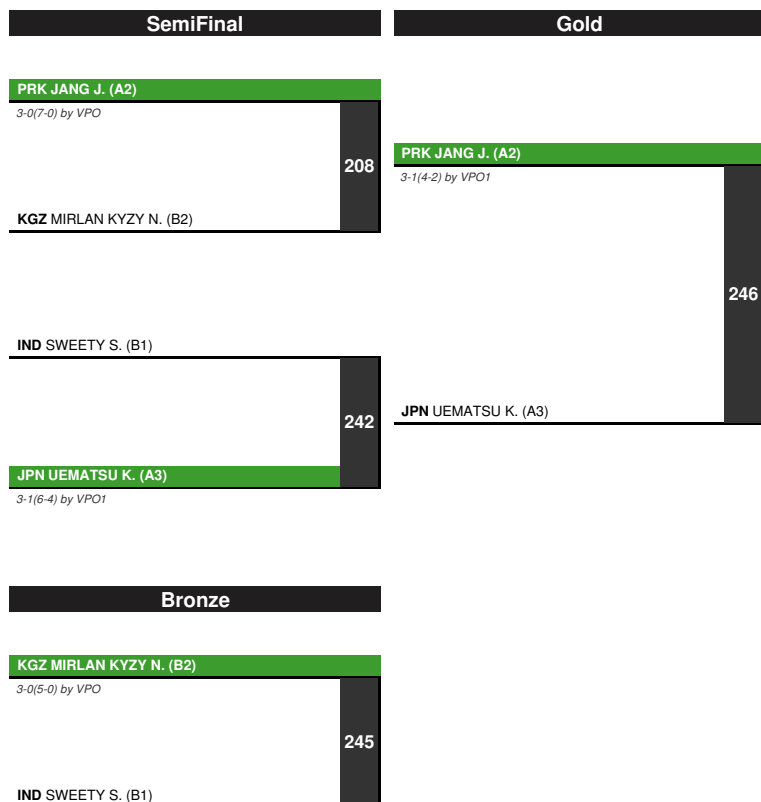 SemiFinal
Gold
PRK JANG J. (A2)
3-0(7-0) by VPO
208
KGZ MIRLAN KYZY N. (B2)
IND SWEETY S. (B1)
242
JPN UEMATSU K. (A3)
3-1(6-4) by VPO1
PRK JANG J. (A2)
3-1(4-2) by VPO1
246
JPN UEMATSU K. (A3)
Bronze
KGZ MIRLAN KYZY N. (B2)
3-0(5-0) by VPO
245
IND SWEETY S. (B1)